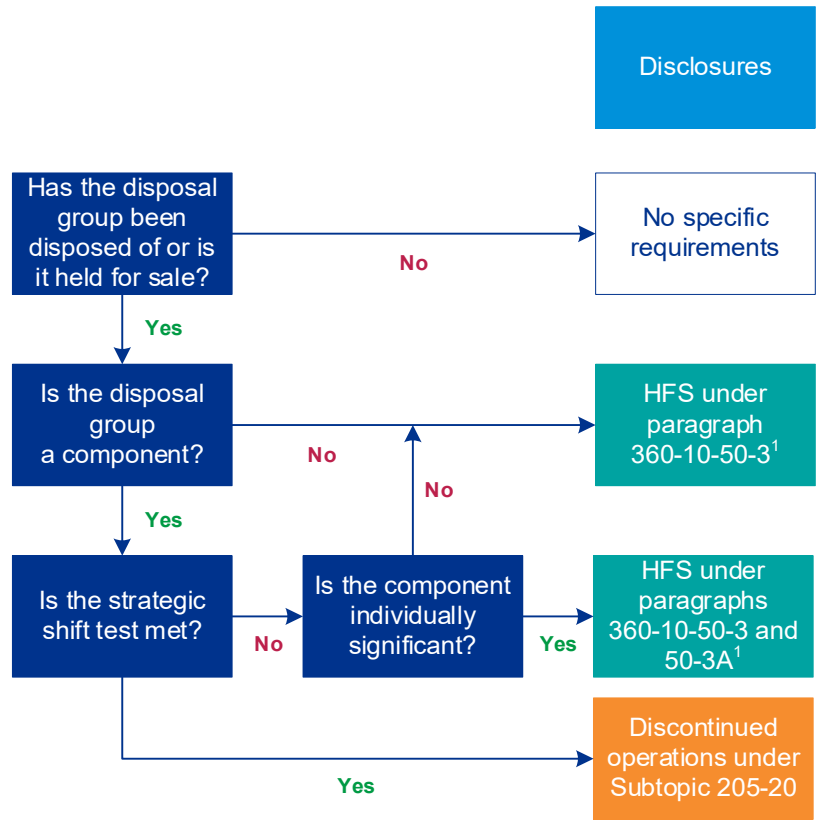 Disclosures
Has the disposal
group been
disposed of or is
it held for sale?
No
No specific
requirements
Yes
Is the disposal
group
a component?
No
HFS under
paragraph
360-10-50-3¹
No
Yes
Is the strategic
shift test met?
No
Is the component
individually
significant?
Yes
HFS under
paragraphs
360-10-50-3 and
50-3A¹
Yes
Discontinued
operations under
Subtopic 205-20